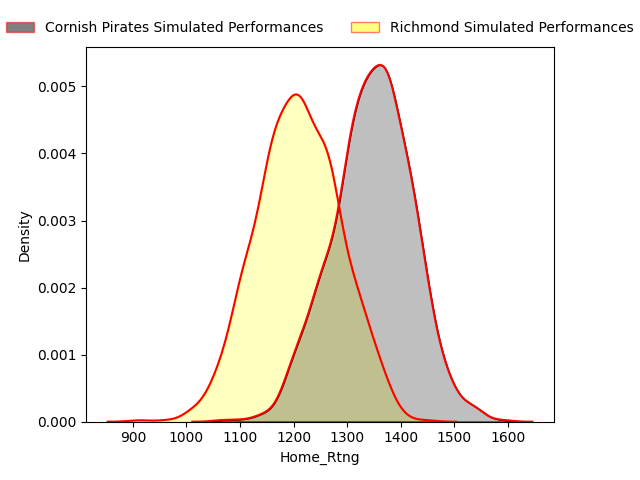 Cornish Pirates Simulated Performances Richmond Simulated Performances
0.005
0.004
0.003
0.002
0.001
0.000
Density
900 1000 1100 1200 1300 1400 1500 1600
Home_Rtng